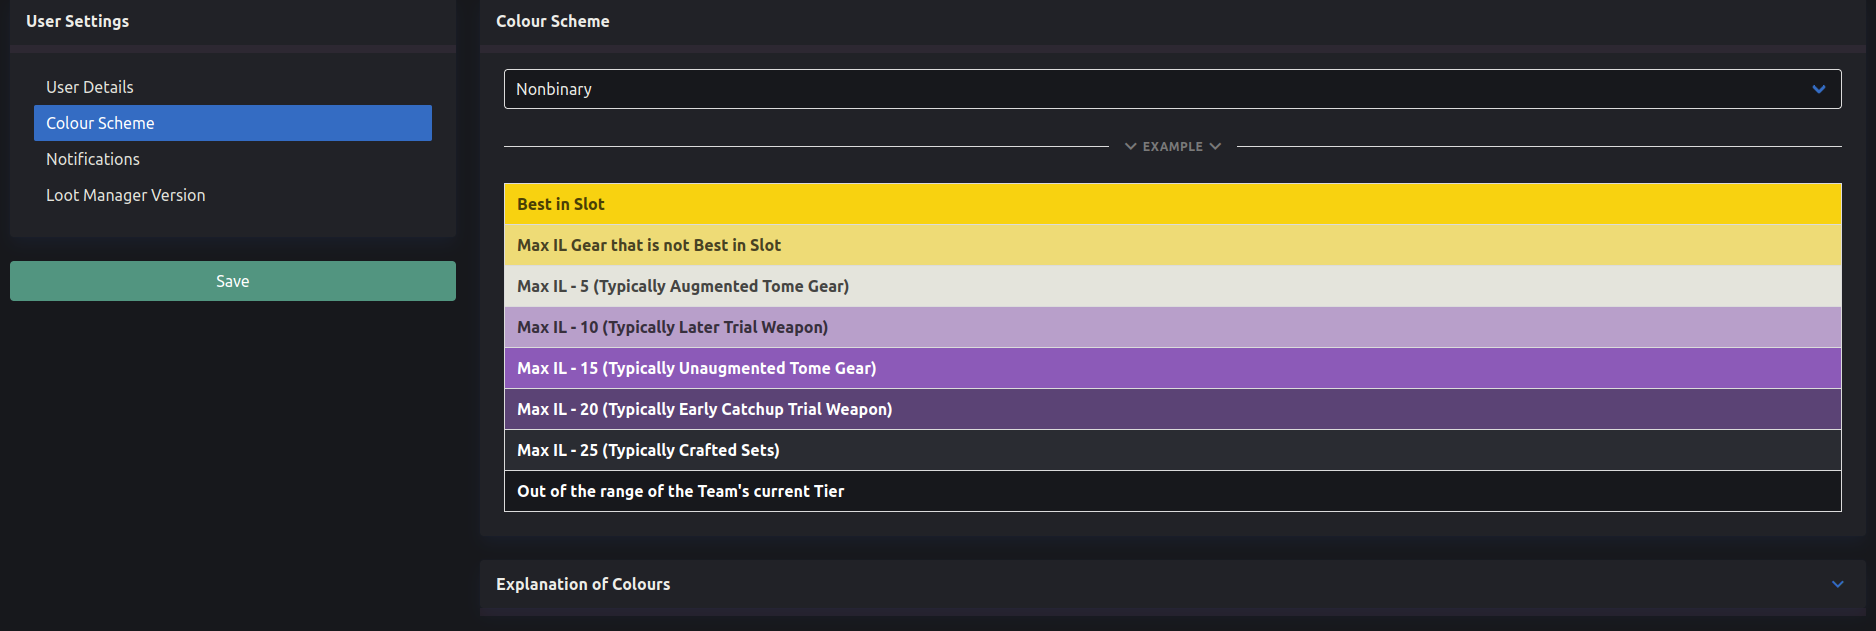 User Settings
User Details
Colour Scheme
Notifications
Loot Manager Version
Save
Colour Scheme
Nonbinary
EXAMPLE
Best in Slot
Max IL Gear that is not Best in Slot
Max IL - 5 (Typically Augmented Tome Gear)
Max IL - 10 (Typically Later Trial Weapon)
Max IL - 15 (Typically Unaugmented Tome Gear)
Max IL - 20 (Typically Early Catchup Trial Weapon)
Max IL - 25 (Typically Crafted Sets)
Out of the range of the Team's current Tier
Explanation of Colours